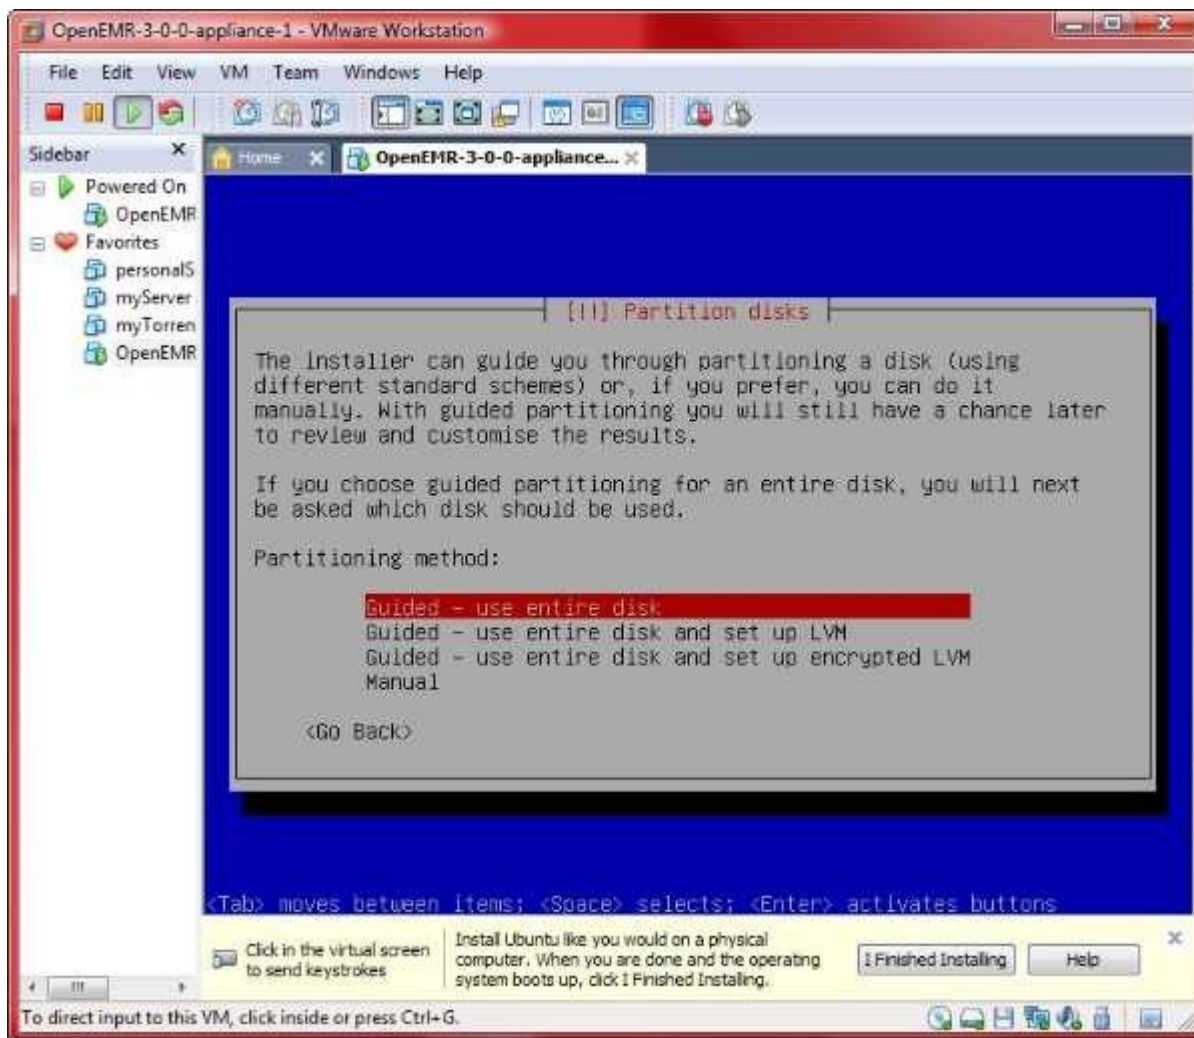 OpenEMR-3-0-0-appliance-1 - VMware Workstation
File Edit View VM Team Windows Help
Sidebar
Home
OpenEMR-3-0-0-appliance...
Powered On
OpenEMR
Favorites
personalS
myServer
myTorren
OpenEMR
[!!] Partition disks
The installer can guide you through partitioning a disk (using
different standard schemes) or, if you prefer, you can do it
manually. With guided partitioning you will still have a chance later
to review and customise the results.
If you choose guided partitioning for an entire disk, you will next
be asked which disk should be used.
Partitioning method:
Guided - use entire disk
Guided - use entire disk and set up LVM
Guided - use entire disk and set up encrypted LVM
Manual
<Go Back>
<Tab> moves between items; <Space> selects; <Enter> activates buttons
Click in the virtual screen
to send keystrokes
Install Ubuntu like you would on a physical
computer. When you are done and the operating
system boots up, click I Finished Installing.
I Finished Installing
Help
To direct input to this VM, click inside or press Ctrl+G.